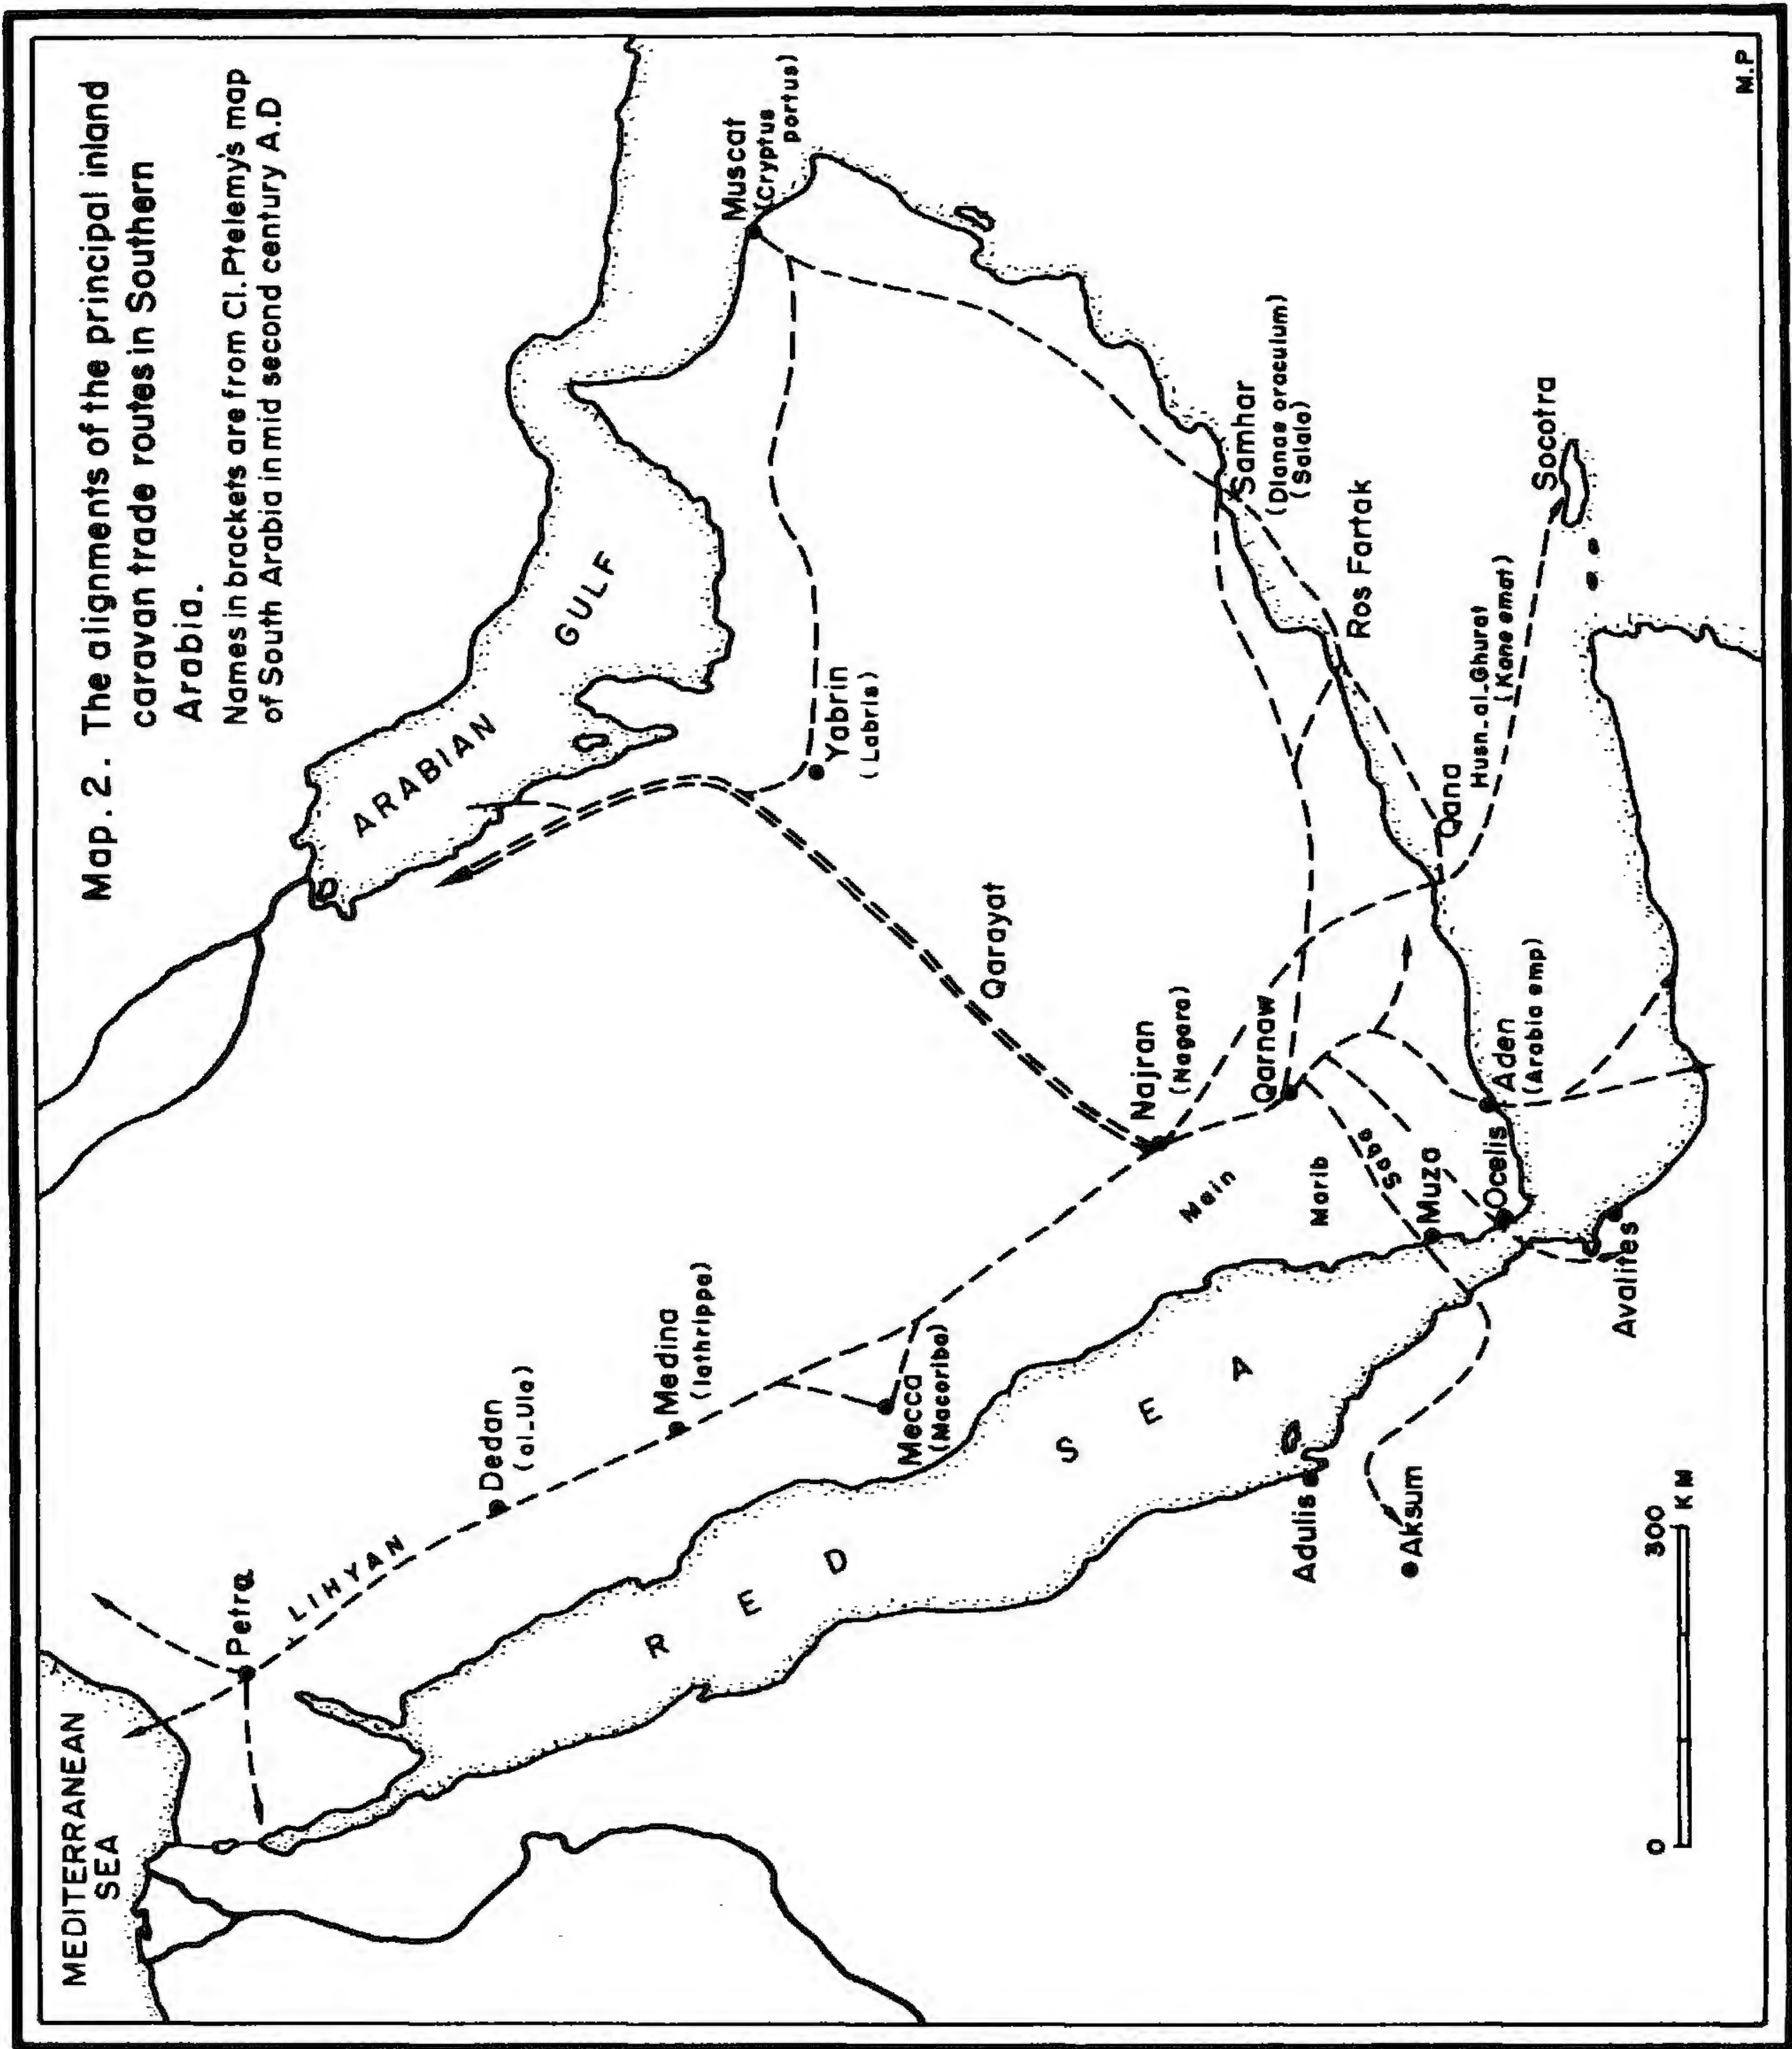 Map. 2. The alignments of the principal inland
caravan trade routes in Southern
Arabia.
Names in brackets are from Cl. Ptelemy's map
of South Arabia in mid second century A.D
MEDITERRANEAN
SEA
Petra
LIHYAN
Dedan
(al_Ula)
Medina
(Iathrippa)
Mecca
(Macoriba)
RED SEA
ARABIAN
GULF
Muscat
(Cryptus
portus)
Yabrin
(Labris)
Qarayat
Najran
(Nagara)
Qarnaw
Main
Marib
Saba
Muza
Ocelis
Aden
(Arabia emp)
Avalites
Adulis
Aksum
Samhar
(Dianae oraculum)
(Salala)
Ros Fartak
Qana
Husn_al_Ghurat
(Kane emat)
Socotra
0 300
KM
M.P